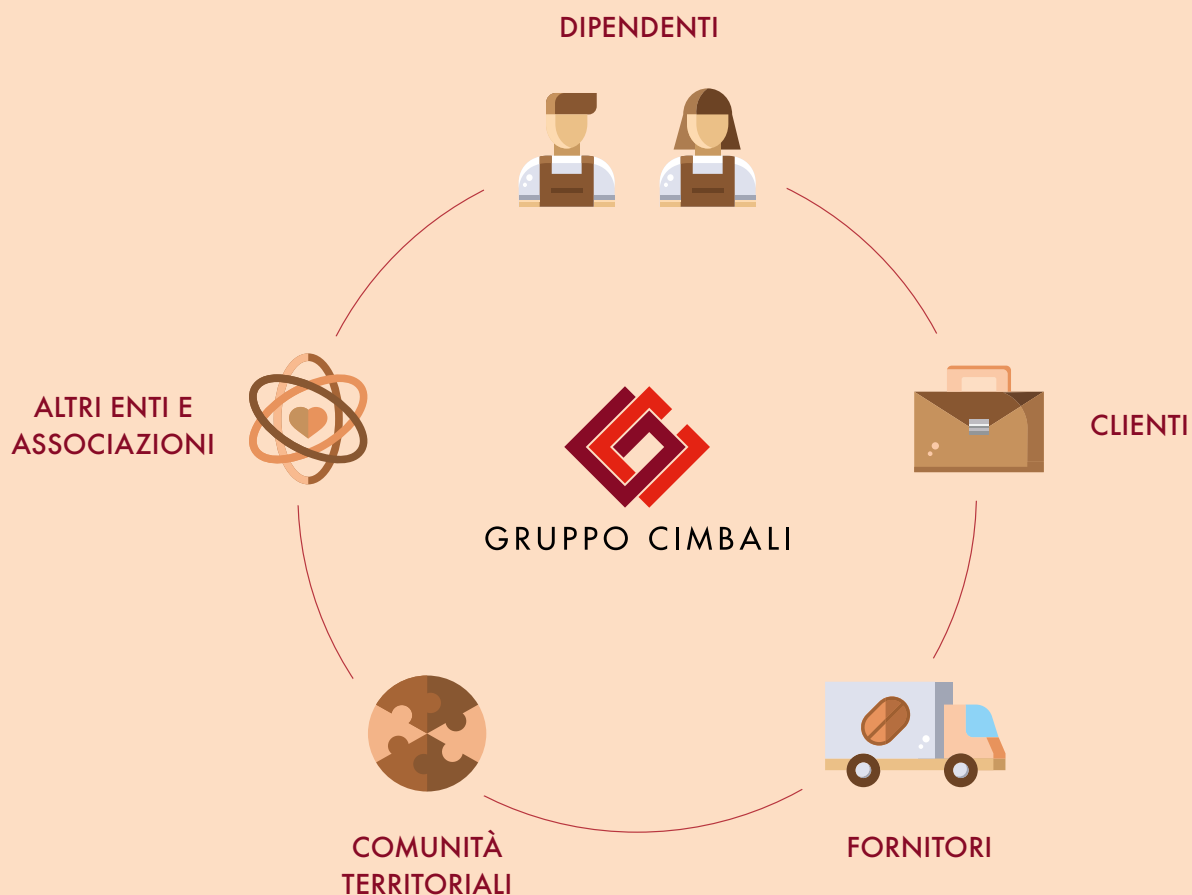 DIPENDENTI
ALTRI ENTI E
ASSOCIAZIONI
CLIENTI
GRUPPO CIMBALI
COMUNITÀ
TERRITORIALI
FORNITORI